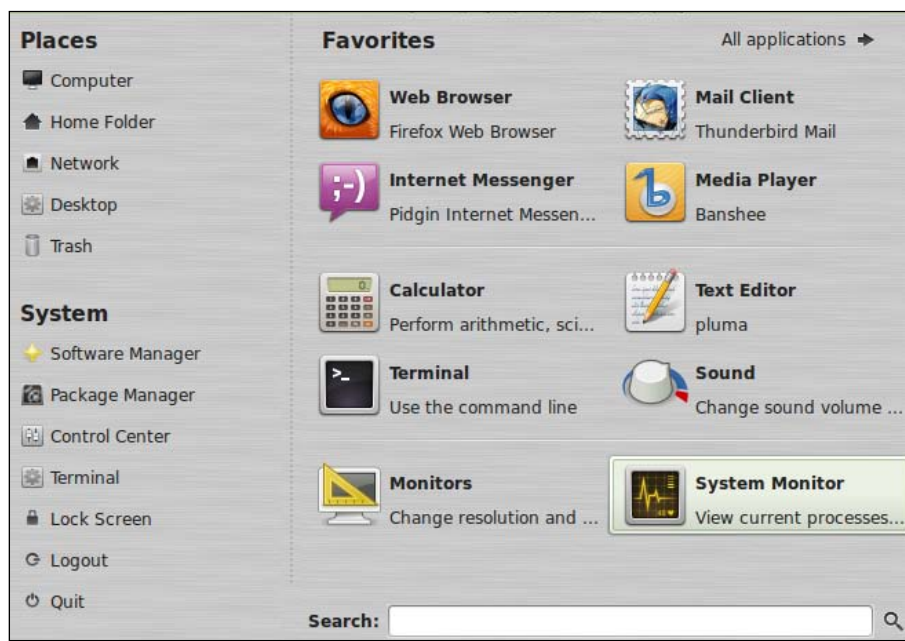 Places
Computer
Home Folder
Network
Desktop
Trash
System
Software Manager
Package Manager
Control Center
Terminal
Lock Screen
Logout
Quit
Favorites
All applications
Web Browser
Firefox Web Browser
Mail Client
Thunderbird Mail
;-)
Internet Messenger
Pidgin Internet Messen...
Media Player
Banshee
0.
Calculator
Perform arithmetic, sci...
Text Editor
pluma
>_
Terminal
Use the command line
Sound
Change sound volume ...
Monitors
Change resolution and ...
System Monitor
View current processes...
Search: